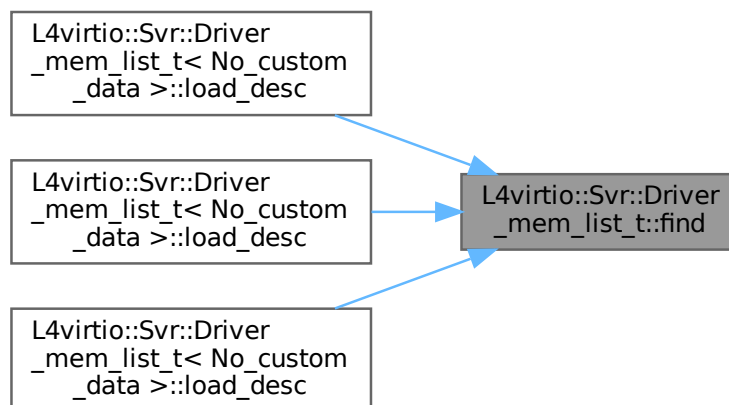 L4virtio::Svr::Driver
_mem_list_t< No_custom
_data >::load_desc
L4virtio::Svr::Driver
_mem_list_t< No_custom
_data >::load_desc
L4virtio::Svr::Driver
_mem_list_t::find
L4virtio::Svr::Driver
_mem_list_t< No_custom
_data >::load_desc